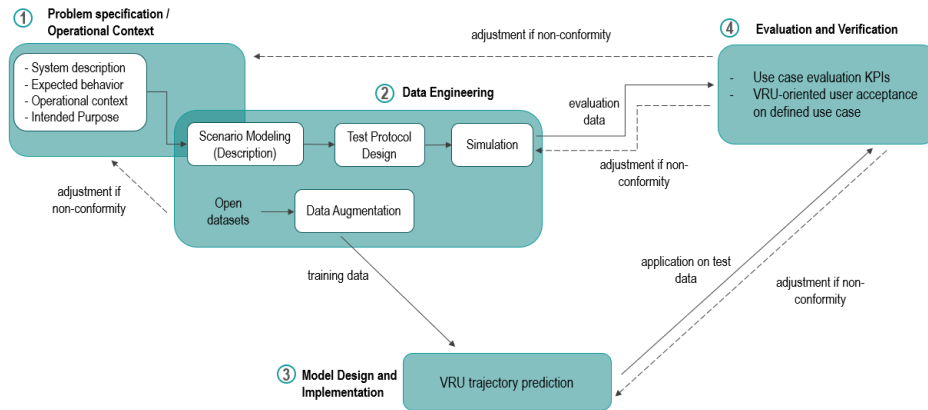 1 Problem specification /
Operational Context
- System description
- Expected behavior
- Operational context
- Intended Purpose
2 Data Engineering
Scenario Modeling
(Description)
Test Protocol
Design
Simulation
Open
datasets
Data Augmentation
adjustment if
non-conformity
adjustment if non-conformity
evaluation
data
adjustment if non-
conformity
4 Evaluation and Verification
- Use case evaluation KPIs
- VRU-oriented user acceptance
on defined use case
training data
application on test
data
adjustment if non-
conformity
3 Model Design and
Implementation
VRU trajectory prediction